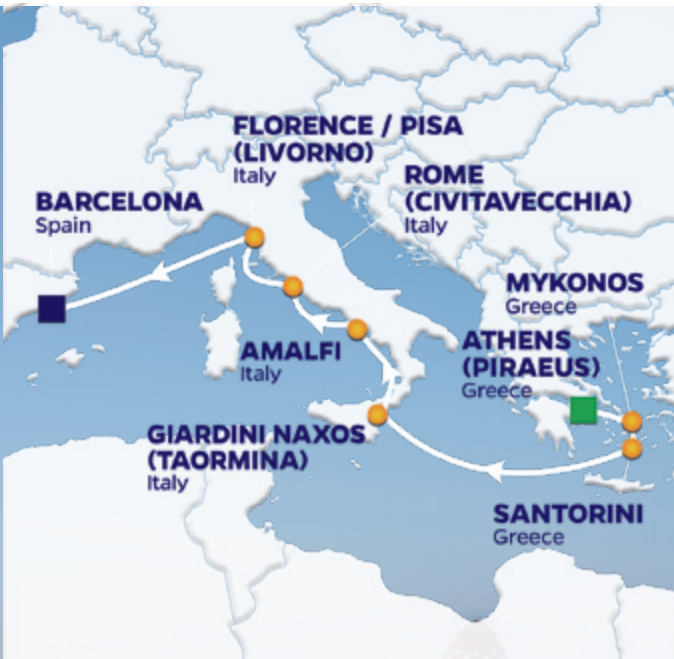 FLORENCE / PISA
(LIVORNO)
Italy
ROME
(CIVITAVECCHIA)
Italy
BARCELONA
Spain
MYKONOS
Greece
ATHENS
(PIRAEUS)
Greece
AMALFI
Italy
GIARDINI NAXOS
(TAORMINA)
Italy
SANTORINI
Greece